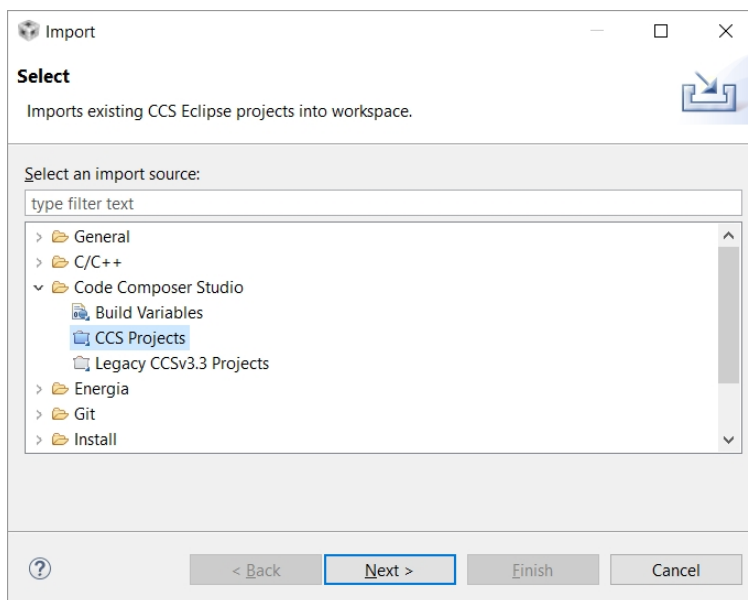 Import
Select
Imports existing CCS Eclipse projects into workspace.
Select an import source:
type filter text
General
C/C++
Code Composer Studio
Build Variables
CCS Projects
Legacy CCSv3.3 Projects
Energia
Git
Install
? < Back Next > Finish Cancel